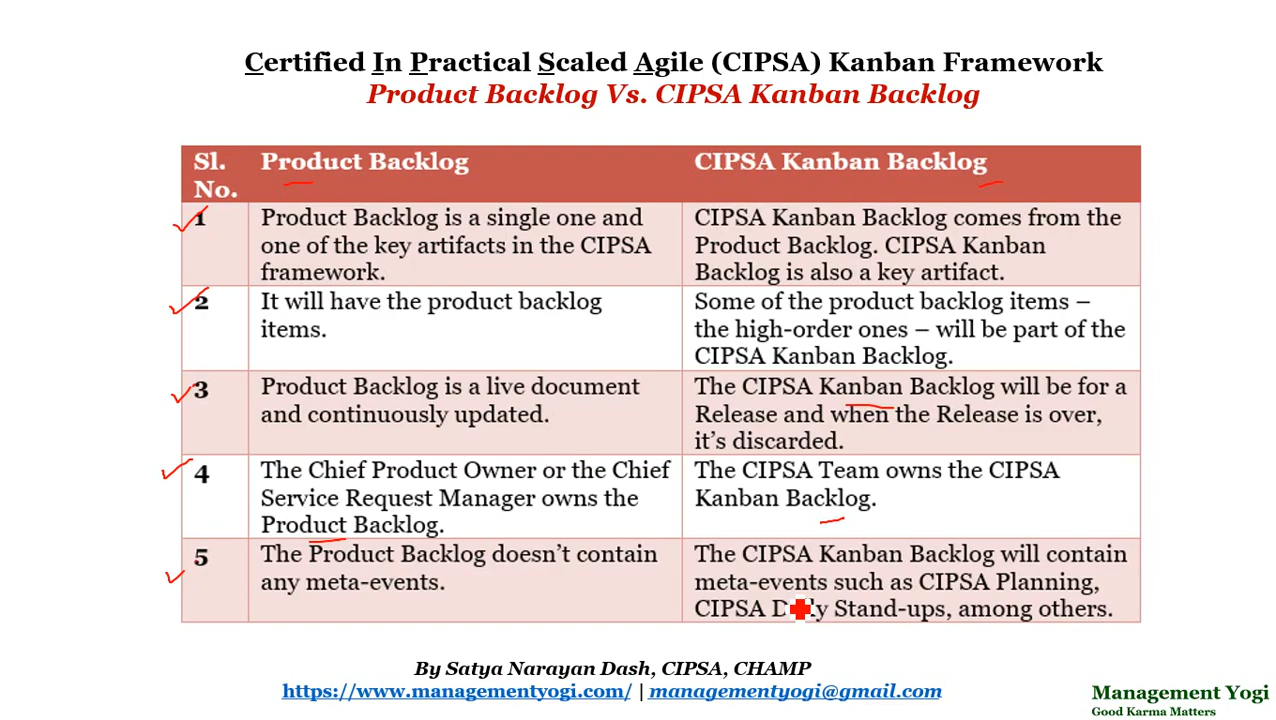 Certified In Practical Scaled Agile (CIPSA) Kanban Framework
Product Backlog Vs. CIPSA Kanban Backlog
Sl. No.
Product Backlog
CIPSA Kanban Backlog
1
Product Backlog is a single one and
one of the key artifacts in the CIPSA
framework.
CIPSA Kanban Backlog comes from the
Product Backlog. CIPSA Kanban
Backlog is also a key artifact.
2
It will have the product backlog
items.
Some of the product backlog items –
the high-order ones – will be part of the
CIPSA Kanban Backlog.
3
Product Backlog is a live document
and continuously updated.
The CIPSA Kanban Backlog will be for a
Release and when the Release is over,
it's discarded.
4
The Chief Product Owner or the Chief
Service Request Manager owns the
Product Backlog.
The CIPSA Team owns the CIPSA
Kanban Backlog.
5
The Product Backlog doesn't contain
any meta-events.
The CIPSA Kanban Backlog will contain
meta-events such as CIPSA Planning,
CIPSA Daily Stand-ups, among others.
By Satya Narayan Dash, CIPSA, CHAMP
https://www.managementyogi.com/ | managementyogi@gmail.com
Management Yogi
Good Karma Matters